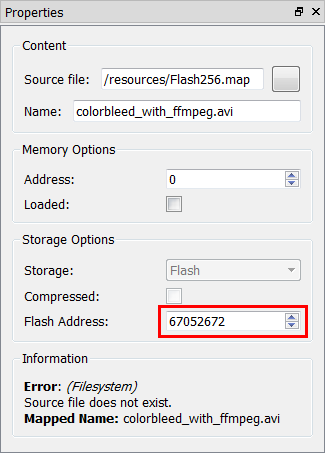 Properties
Content
Source file: /resources/Flash256.map
Name: colorbleed_with_ffmpeg.avi
Memory Options
Address: 0
Loaded:
Storage Options
Storage: Flash
Compressed:
Flash Address: 67052672
Information
Error: (Filesystem)
Source file does not exist.
Mapped Name: colorbleed_with_ffmpeg.avi